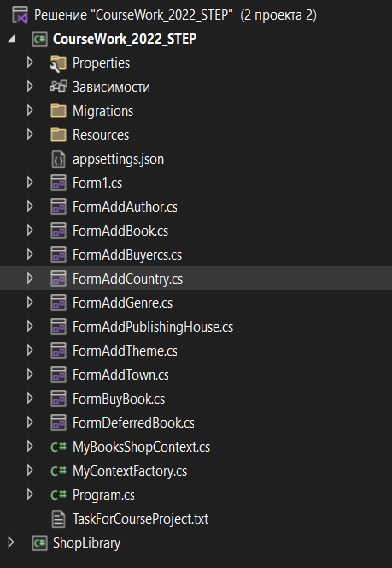 Решение "CourseWork_2022_STEP" (2 проекта 2)
CourseWork_2022_STEP
Properties
Зависимости
Migrations
Resources
appsettings.json
Form1.cs
FormAddAuthor.cs
FormAddBook.cs
FormAddBuyercs.cs
FormAddCountry.cs
FormAddGenre.cs
FormAddPublishingHouse.cs
FormAddTheme.cs
FormAddTown.cs
FormBuyBook.cs
FormDeferredBook.cs
C# MyBooksShopContext.cs
C# MyContextFactory.cs
C# Program.cs
TaskForCourseProject.txt
ShopLibrary